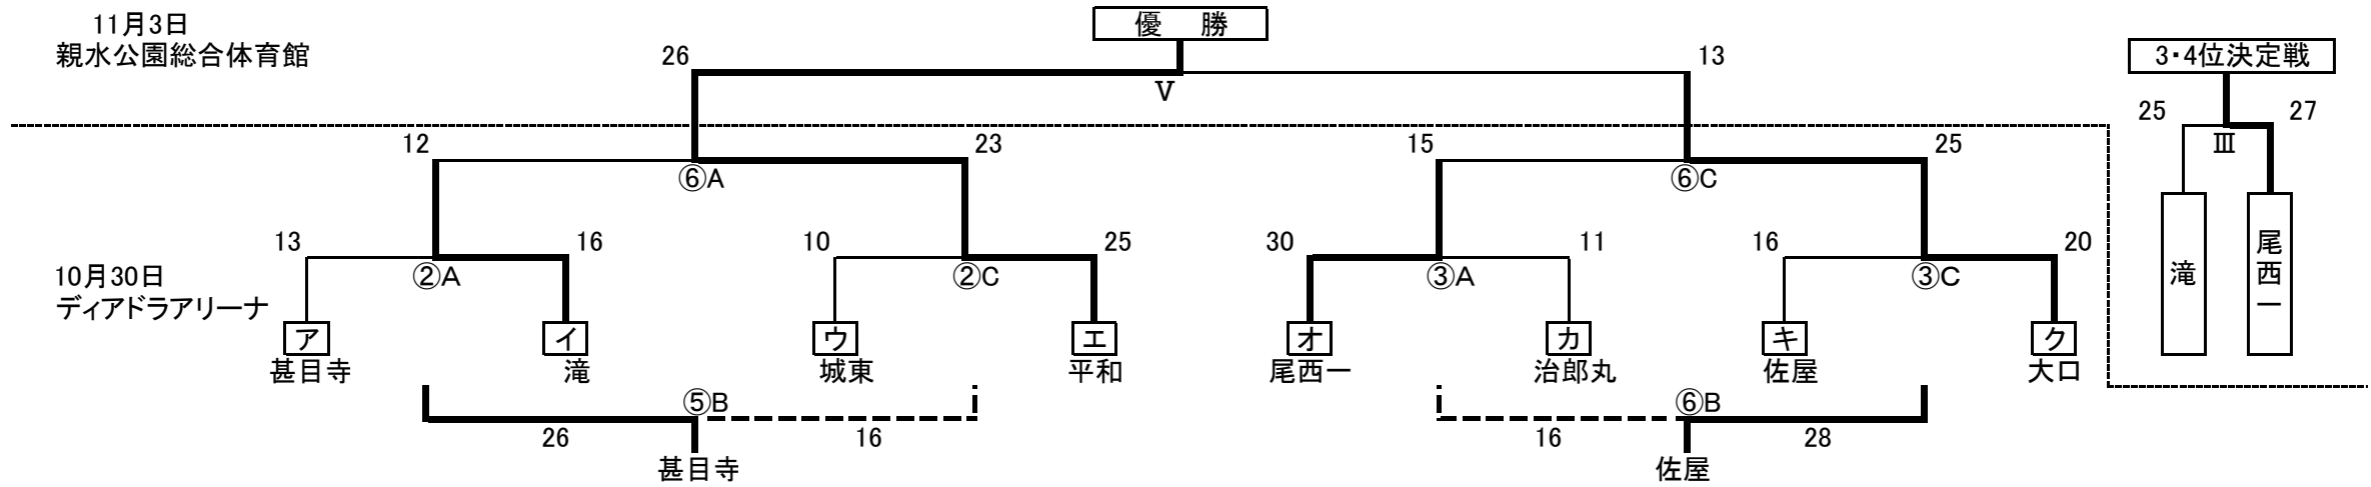 11月3日
親水公園総合体育館
優　勝
3・4位決定戦
26
13
Ⅴ
25
27
Ⅲ
12
23
15
25
⑥A
⑥C
13
16
10
25
30
11
16
20
②A
②C
③A
③C
10月30日
ディアドラアリーナ
滝
尾西一
ア
イ
ウ
エ
オ
カ
キ
ク
甚目寺
滝
城東
平和
尾西一
治郎丸
佐屋
大口
⑤B
⑥B
26
16
16
28
甚目寺
佐屋